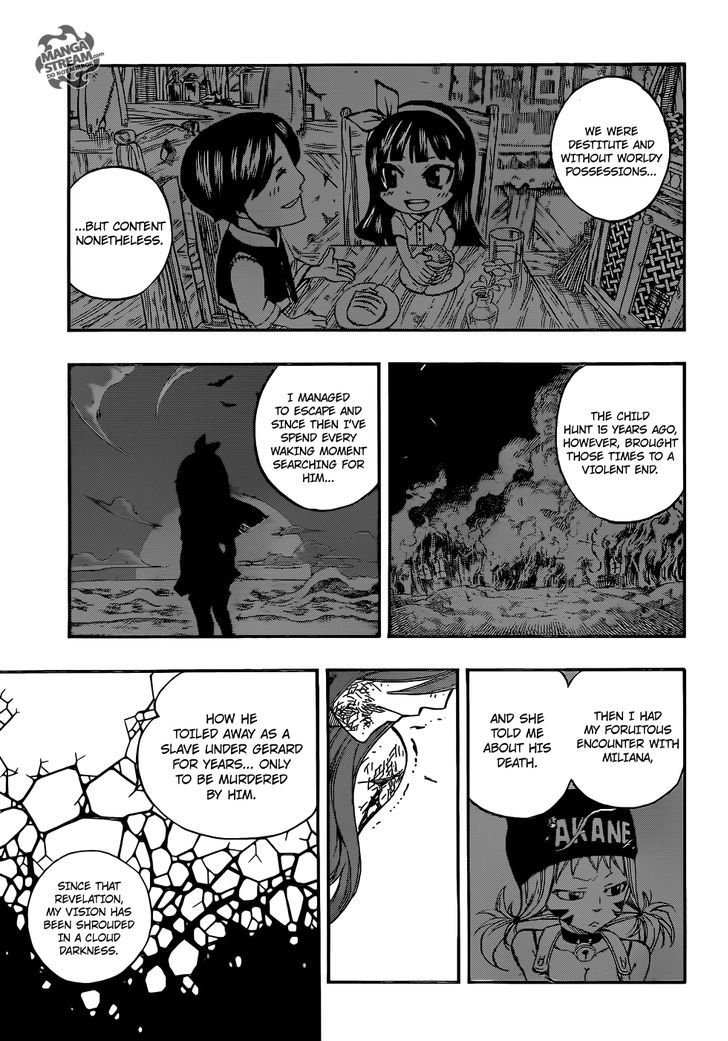 MANGA
STREAM.com
DO NOT MIRROR
WE WERE
DESTITUTE AND
WITHOUT WORLDY
POSSESSIONS...
...BUT CONTENT
NONETHELESS.
THE CHILD
HUNT 15 YEARS AGO,
HOWEVER, BROUGHT
THOSE TIMES TO A
VIOLENT END.
I MANAGED
TO ESCAPE AND
SINCE THEN I'VE
SPEND EVERY
WAKING MOMENT
SEARCHING FOR
HIM...
THEN I HAD
MY FORUITOUS
ENCOUNTER WITH
MILIANA,
AND SHE
TOLD ME
ABOUT HIS
DEATH.
AKANE
HOW HE
TOILED AWAY AS A
SLAVE UNDER GERARD
FOR YEARS... ONLY
TO BE MURDERED
BY HIM.
SINCE THAT
REVELATION,
MY VISION HAS
BEEN SHROUDED
IN A CLOUD
DARKNESS.